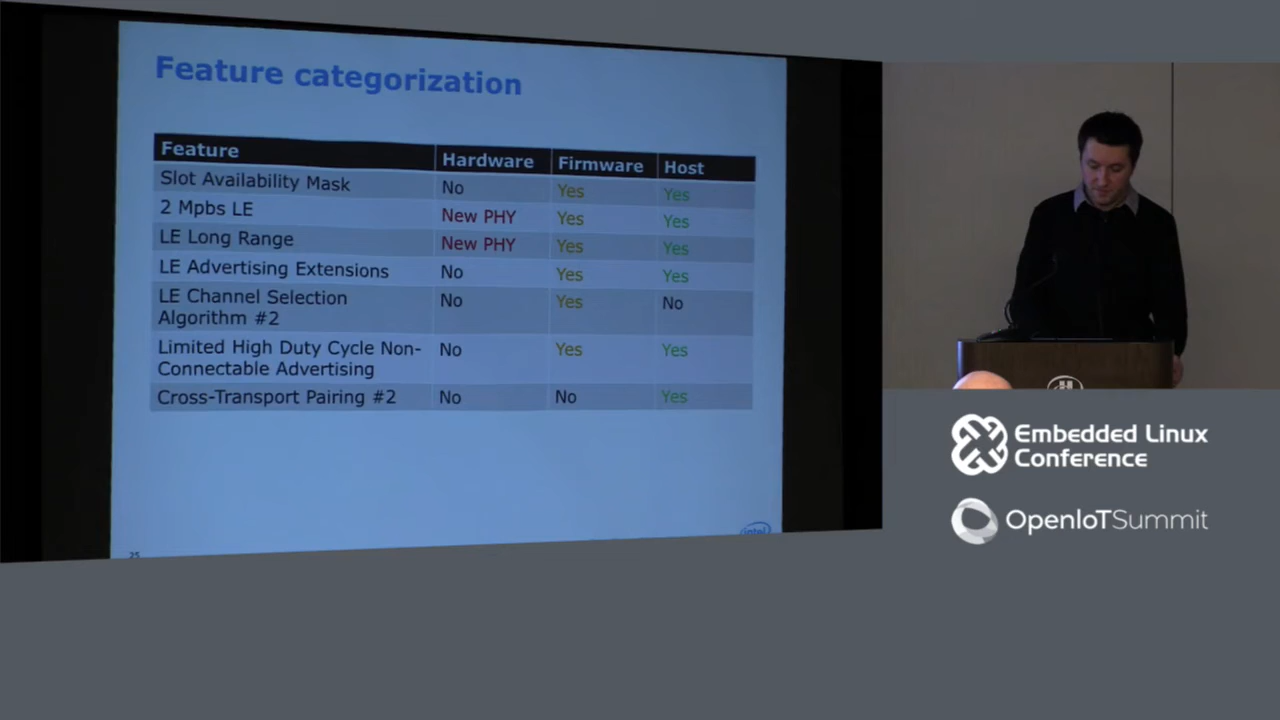 Feature categorization
Feature Hardware Firmware Host
Slot Availability Mask No Yes Yes
2 Mpbs LE New PHY Yes Yes
LE Long Range New PHY Yes Yes
LE Advertising Extensions No Yes Yes
LE Channel Selection No Yes No
Algorithm #2
Limited High Duty Cycle Non- No Yes Yes
Connectable Advertising
Cross-Transport Pairing #2 No No Yes
intel
25
Embedded Linux
Conference
OpenIoTSummit